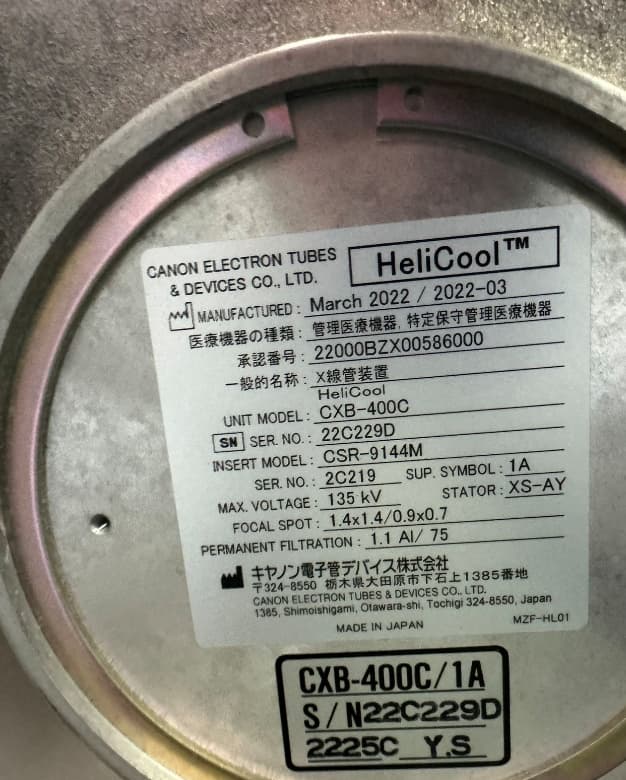 CANON ELECTRON TUBES
& DEVICES CO., LTD.
HeliCool™
MANUFACTURED : March 2022 / 2022-03
医療機器の種類 : 管理医療機器, 特定保守管理医療機器
承認番号 : 22000BZX00586000
一般的名称 : X線管装置
HeliCool
UNIT MODEL : CXB-400C
SN SER. NO. : 22C229D
INSERT MODEL : CSR-9144M
SER. NO. : 2C219 SUP. SYMBOL : 1A
MAX. VOLTAGE : 135 kV STATOR : XS-AY
FOCAL SPOT : 1.4x1.4/0.9x0.7
PERMANENT FILTRATION : 1.1 Al/ 75
キヤノン電子管デバイス株式会社
〒324-8550 栃木県大田原市下石上1385番地
CANON ELECTRON TUBES & DEVICES CO., LTD.
1385, Shimoishigami, Otawara-shi, Tochigi 324-8550, Japan
MADE IN JAPAN MZF-HL01
CXB-400C/1A
S/N22C229D
2225C Y.S